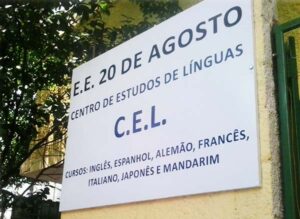 E.E. 20 DE AGOSTO
CENTRO DE ESTUDOS DE LÍNGUAS
C.E.L.
CURSOS: INGLÊS, ESPANHOL, ALEMÃO, FRANCÊS,
ITALIANO, JAPONÊS E MANDARIM